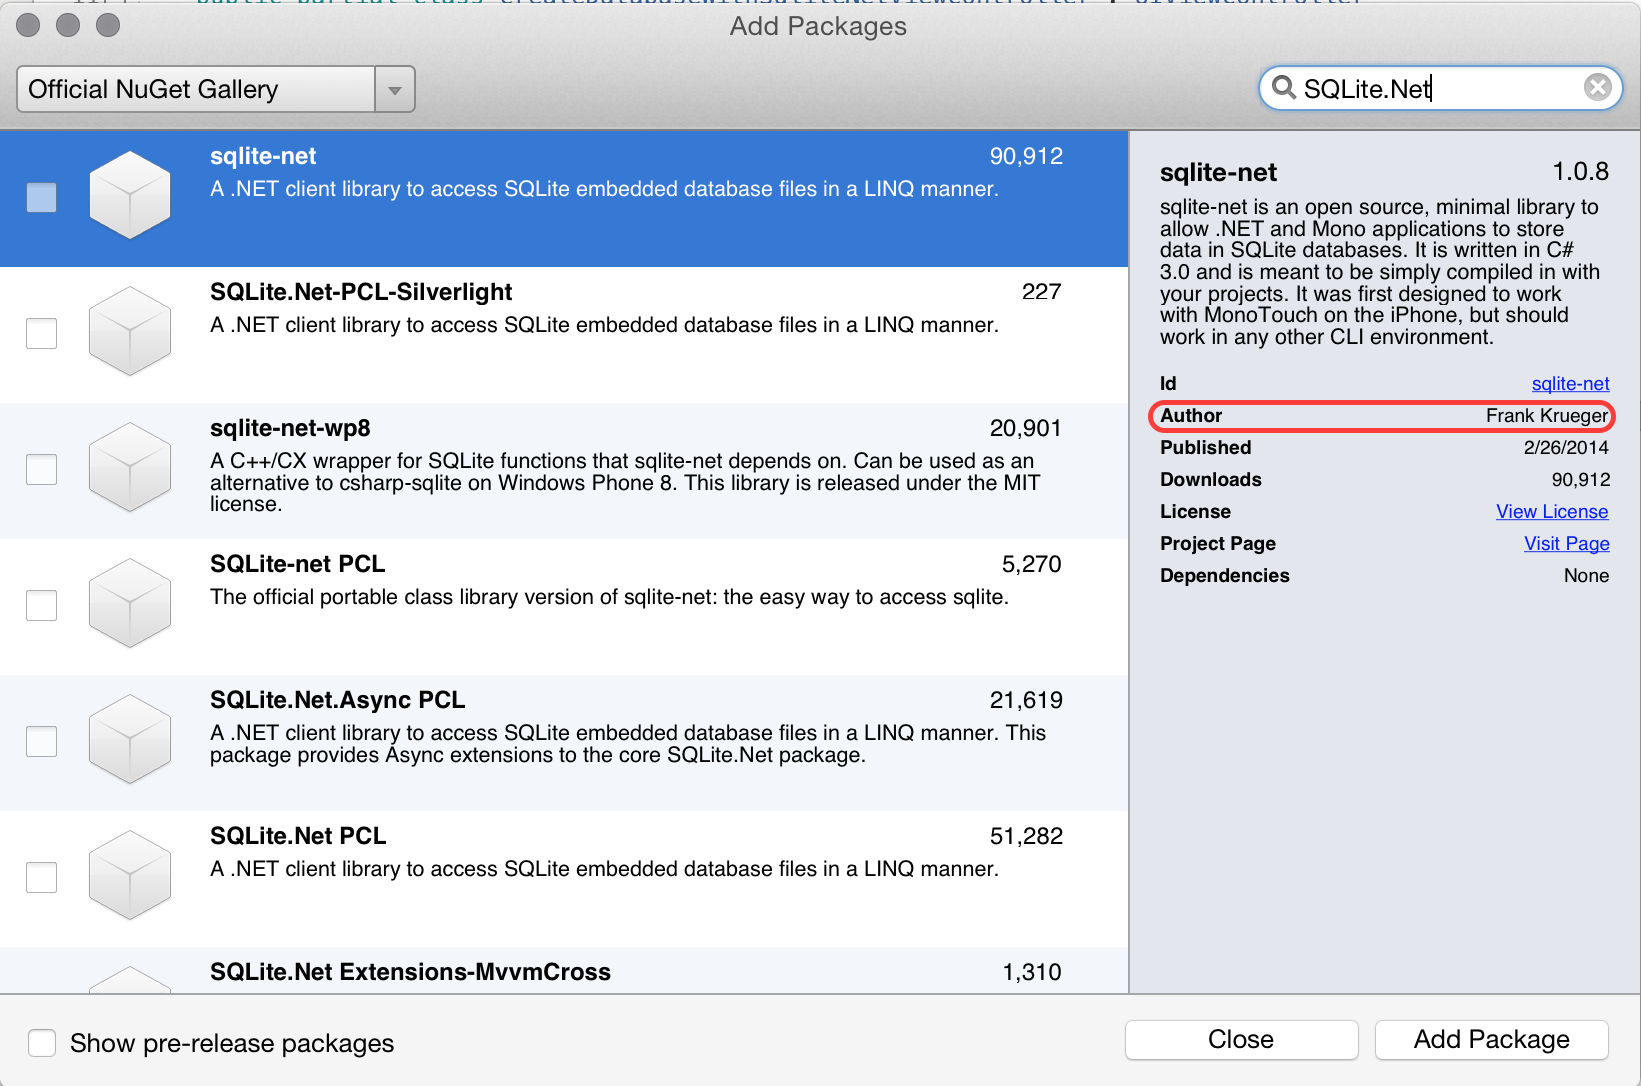 Add Packages
Official NuGet Gallery
SQLite.Net
sqlite-net 90,912
A .NET client library to access SQLite embedded database files in a LINQ manner.
SQLite.Net-PCL-Silverlight 227
A .NET client library to access SQLite embedded database files in a LINQ manner.
sqlite-net-wp8 20,901
A C++/CX wrapper for SQLite functions that sqlite-net depends on. Can be used as an
alternative to csharp-sqlite on Windows Phone 8. This library is released under the MIT
license.
SQLite-net PCL 5,270
The official portable class library version of sqlite-net: the easy way to access sqlite.
SQLite.Net.Async PCL 21,619
A .NET client library to access SQLite embedded database files in a LINQ manner. This
package provides Async extensions to the core SQLite.Net package.
SQLite.Net PCL 51,282
A .NET client library to access SQLite embedded database files in a LINQ manner.
SQLite.Net Extensions-MvvmCross 1,310
sqlite-net 1.0.8
sqlite-net is an open source, minimal library to
allow .NET and Mono applications to store
data in SQLite databases. It is written in C#
3.0 and is meant to be simply compiled in with
your projects. It was first designed to work
with MonoTouch on the iPhone, but should
work in any other CLI environment.
Id sqlite-net
Author Frank Krueger
Published 2/26/2014
Downloads 90,912
License View License
Project Page Visit Page
Dependencies None
Show pre-release packages
Close
Add Package